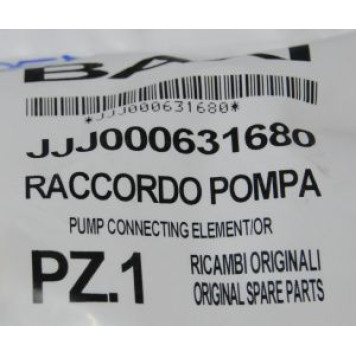 BAXI
*JJJ000631680*
JJJ000631680
RACCORDO POMPA
PUMP CONNECTING ELEMENT/OR
PZ.1
RICAMBI ORIGINALI
ORIGINAL SPARE PARTS